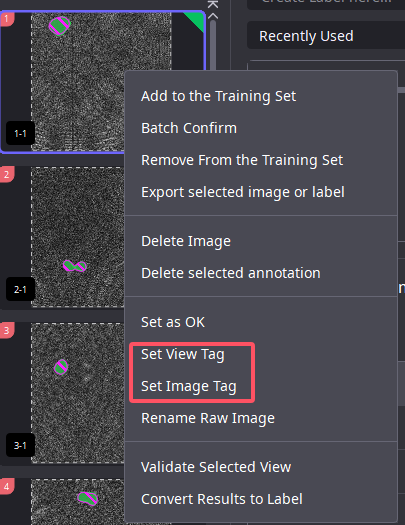 Create Label here...
1
Recently Used
1-1
Add to the Training Set
Batch Confirm
Remove From the Training Set
Export selected image or label
2
Delete Image
Delete selected annotation
2-1
Set as OK
3
Set View Tag
Set Image Tag
Rename Raw Image
3-1
Validate Selected View
4
Convert Results to Label